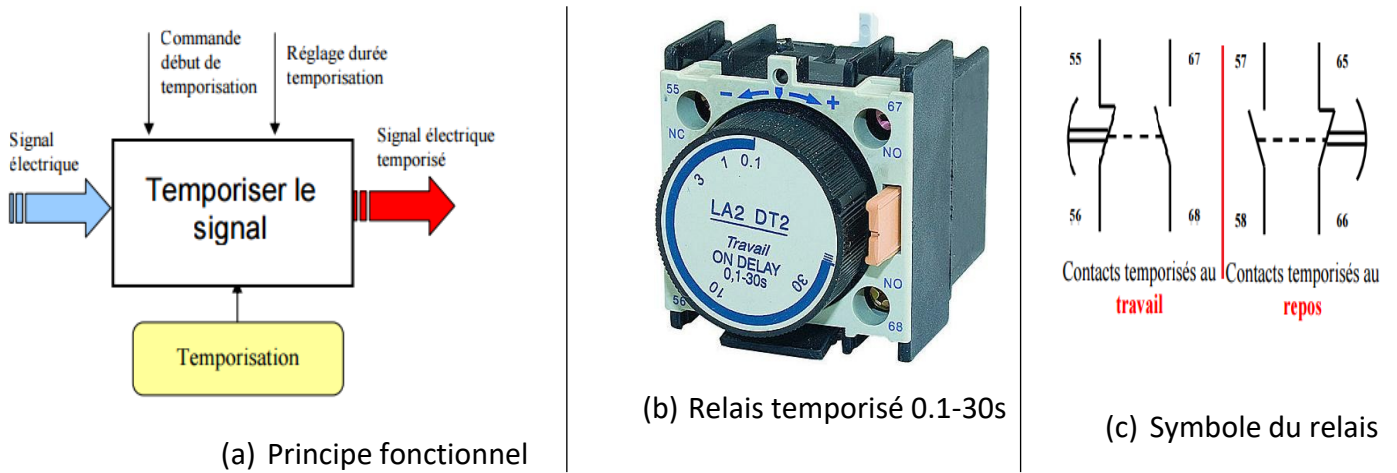 Commande
début de
temporisation
Réglage durée
temporisation
Signal
électrique
Signal électrique
temporisé
Temporiser le
signal
Temporisation
(a) Principe fonctionnel
55
NC
56
67
NO
NO
68
- +
0.1
1
3
10
30
LA2 DT2
Travail
ON DELAY
0,1-30s
(b) Relais temporisé 0.1-30s
55 67 57 65
56 68 58 66
Contacts temporisés au
travail
Contacts temporisés au
repos
(c) Symbole du relais